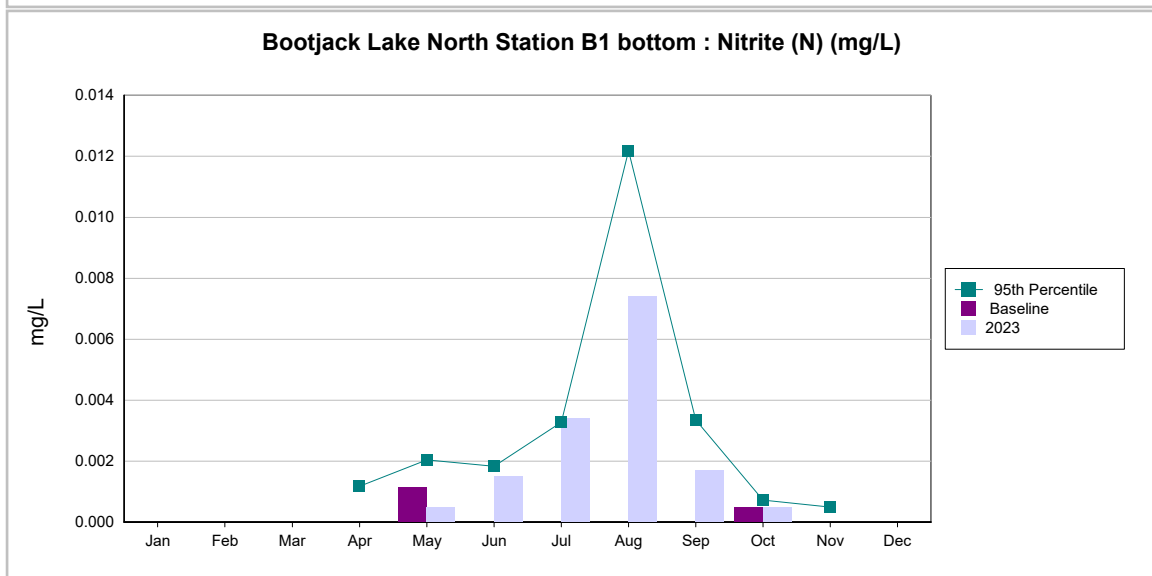 Bootjack Lake North Station B1 bottom : Nitrite (N) (mg/L)
0.014
0.012
0.010
0.008
0.006
0.004
0.002
0.000
mg/L
Jan Feb Mar Apr May Jun Jul Aug Sep Oct Nov Dec
95th Percentile
Baseline
2023